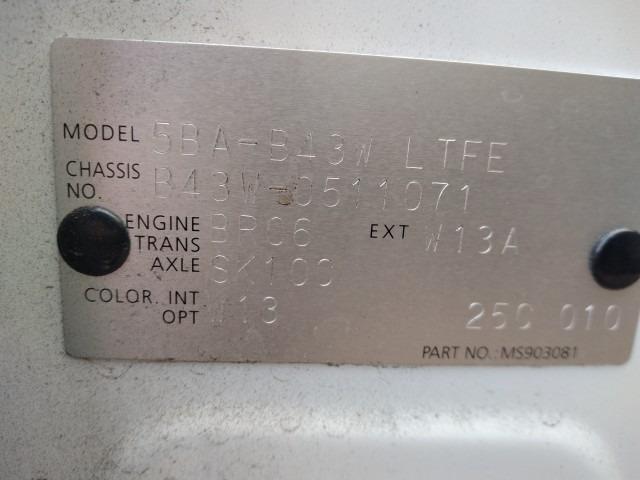 MODEL 5BA-B43W LTFE
CHASSIS NO. B43W-0511071
ENGINE BR06 EXT W13A
TRANS AXLE SK100
COLOR. INT W13
OPT 25C 010
PART NO.: MS903081